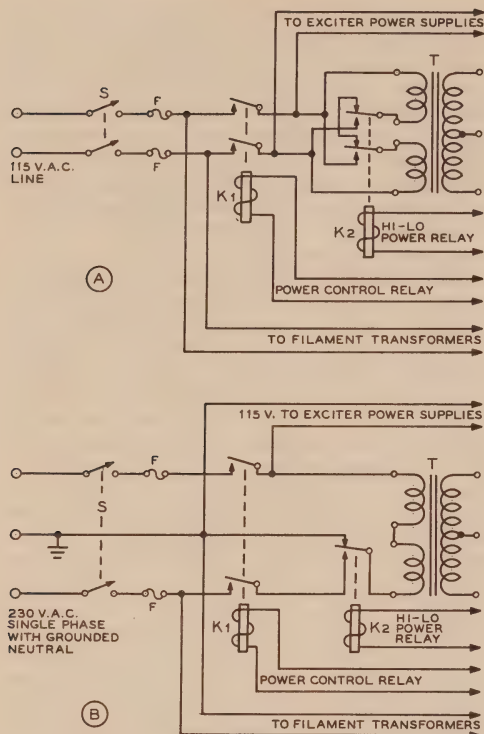 TO EXCITER POWER SUPPLIES
S
F
T
F
115 V.A.C.
LINE
K1
K2
HI-LO
POWER RELAY
A
POWER CONTROL RELAY
TO FILAMENT TRANSFORMERS
115 V. TO EXCITER POWER SUPPLIES
F
T
S
F
230 V.A.C.
SINGLE PHASE
WITH GROUNDED
NEUTRAL
K1
K2
HI-LO
POWER
RELAY
POWER CONTROL RELAY
B
TO FILAMENT TRANSFORMERS